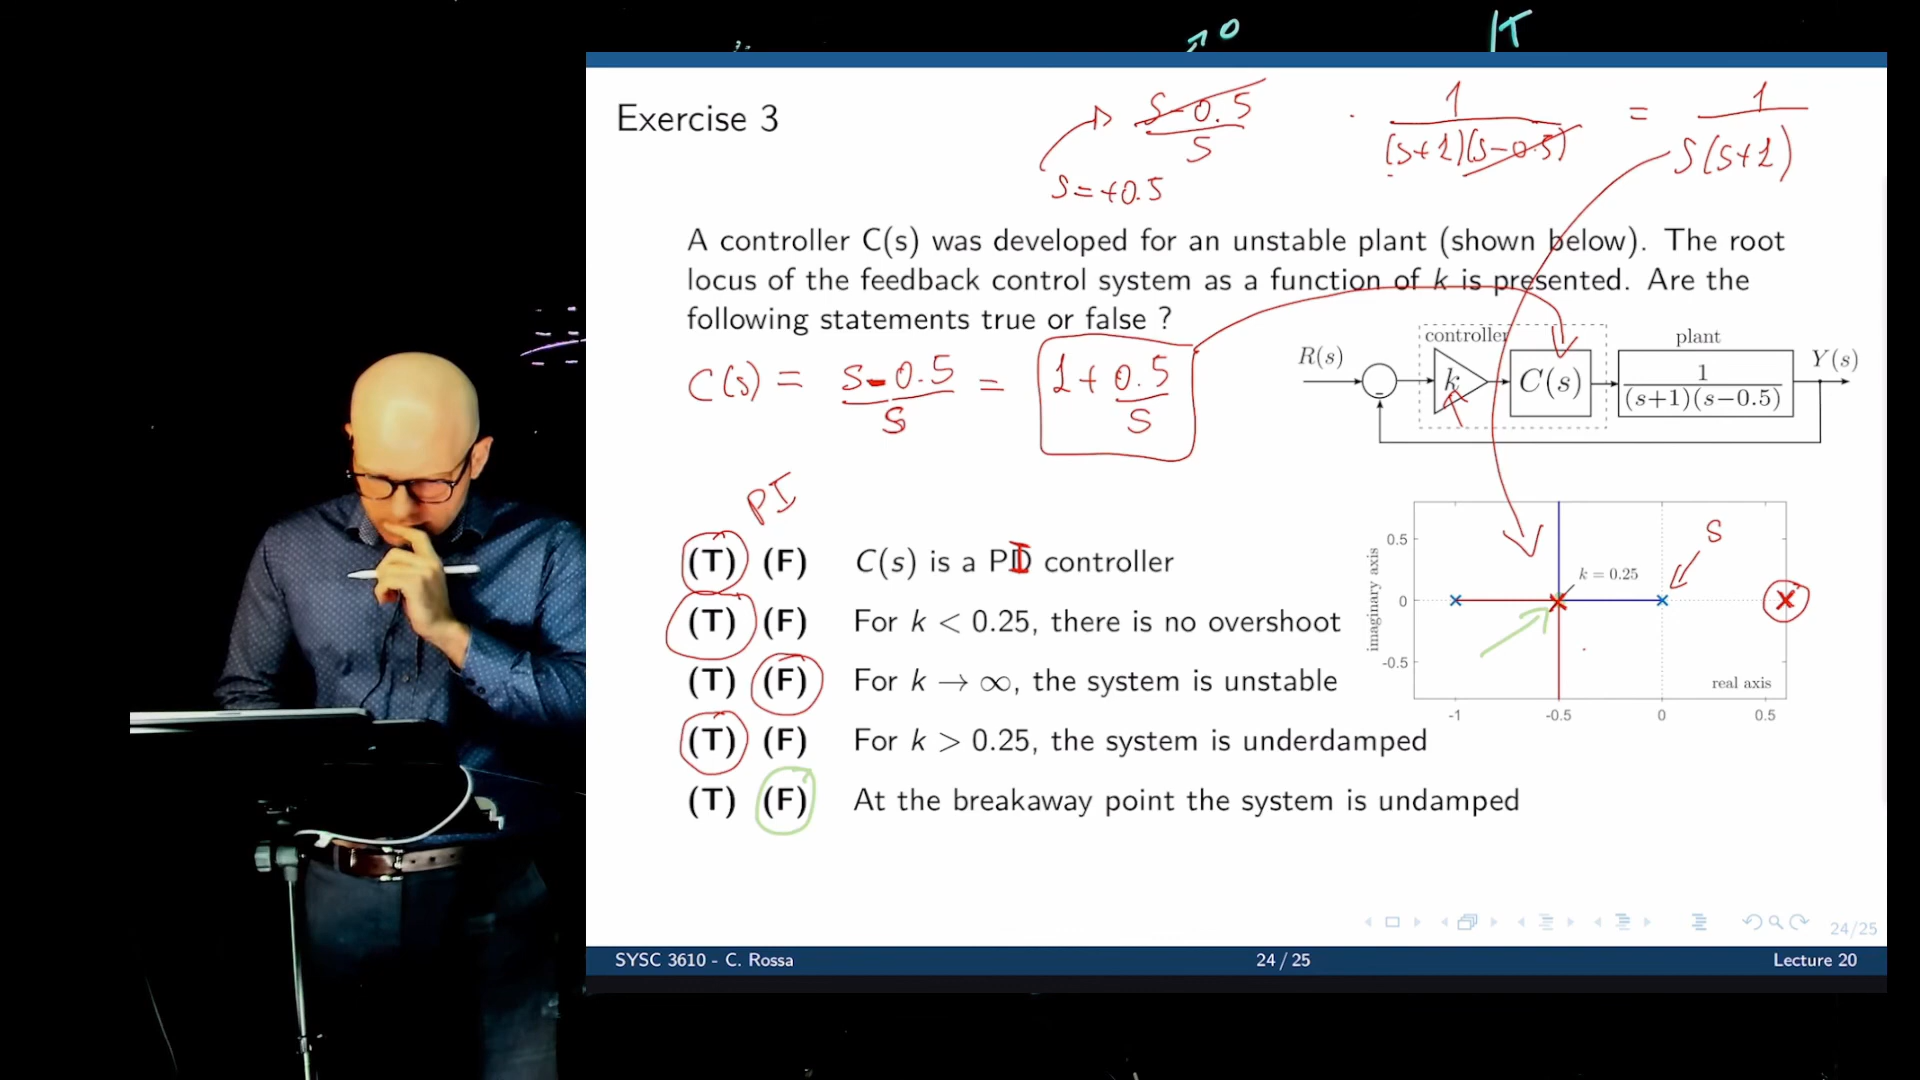 0
K
Exercise 3
s-0.5
s
s=+0.5
·
1
(s+1)(s-0.5)
=
1
s(s+1)
A controller C(s) was developed for an unstable plant (shown below). The root
locus of the feedback control system as a function of k is presented. Are the
following statements true or false ?
C(s) = s-0.5
s
= 1+ 0.5
s
controller
plant
R(s)
-
k
C(s)
1
(s+1)(s−0.5)
Y(s)
PI
(T) (F) C(s) is a PI controller
(T) (F) For k < 0.25, there is no overshoot
(T) (F) For k → ∞, the system is unstable
(T) (F) For k > 0.25, the system is underdamped
(T) (F) At the breakaway point the system is undamped
s
0.5
0
-0.5
imaginary axis
k = 0.25
real axis
-1 -0.5 0 0.5
24/25
SYSC 3610 - C. Rossa 24 / 25 Lecture 20